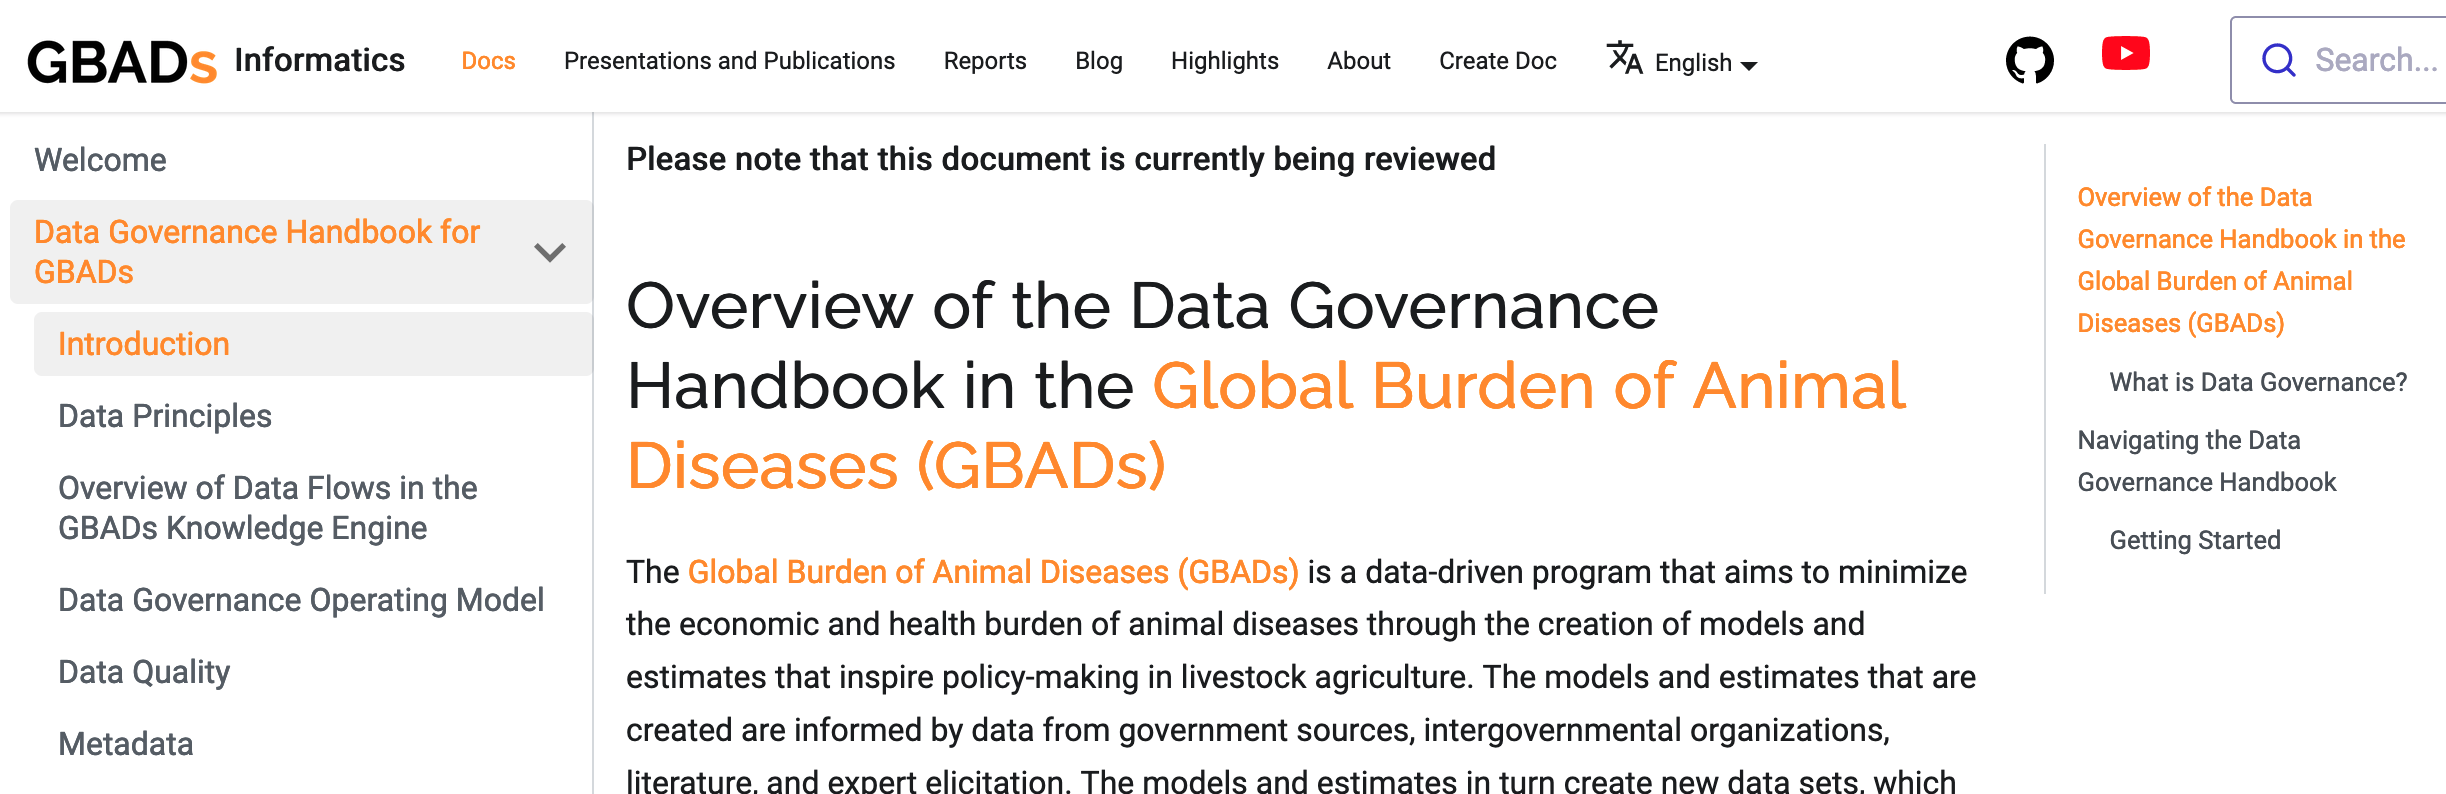 GBADs Informatics Docs Presentations and Publications Reports Blog Highlights About Create Doc English Search...
Welcome
Data Governance Handbook for
GBADs
Introduction
Data Principles
Overview of Data Flows in the
GBADs Knowledge Engine
Data Governance Operating Model
Data Quality
Metadata
Please note that this document is currently being reviewed
Overview of the Data Governance
Handbook in the Global Burden of Animal
Diseases (GBADs)
The Global Burden of Animal Diseases (GBADs) is a data-driven program that aims to minimize
the economic and health burden of animal diseases through the creation of models and
estimates that inspire policy-making in livestock agriculture. The models and estimates that are
created are informed by data from government sources, intergovernmental organizations,
literature, and expert elicitation. The models and estimates in turn create new data sets, which
Overview of the Data
Governance Handbook in the
Global Burden of Animal
Diseases (GBADs)
What is Data Governance?
Navigating the Data
Governance Handbook
Getting Started